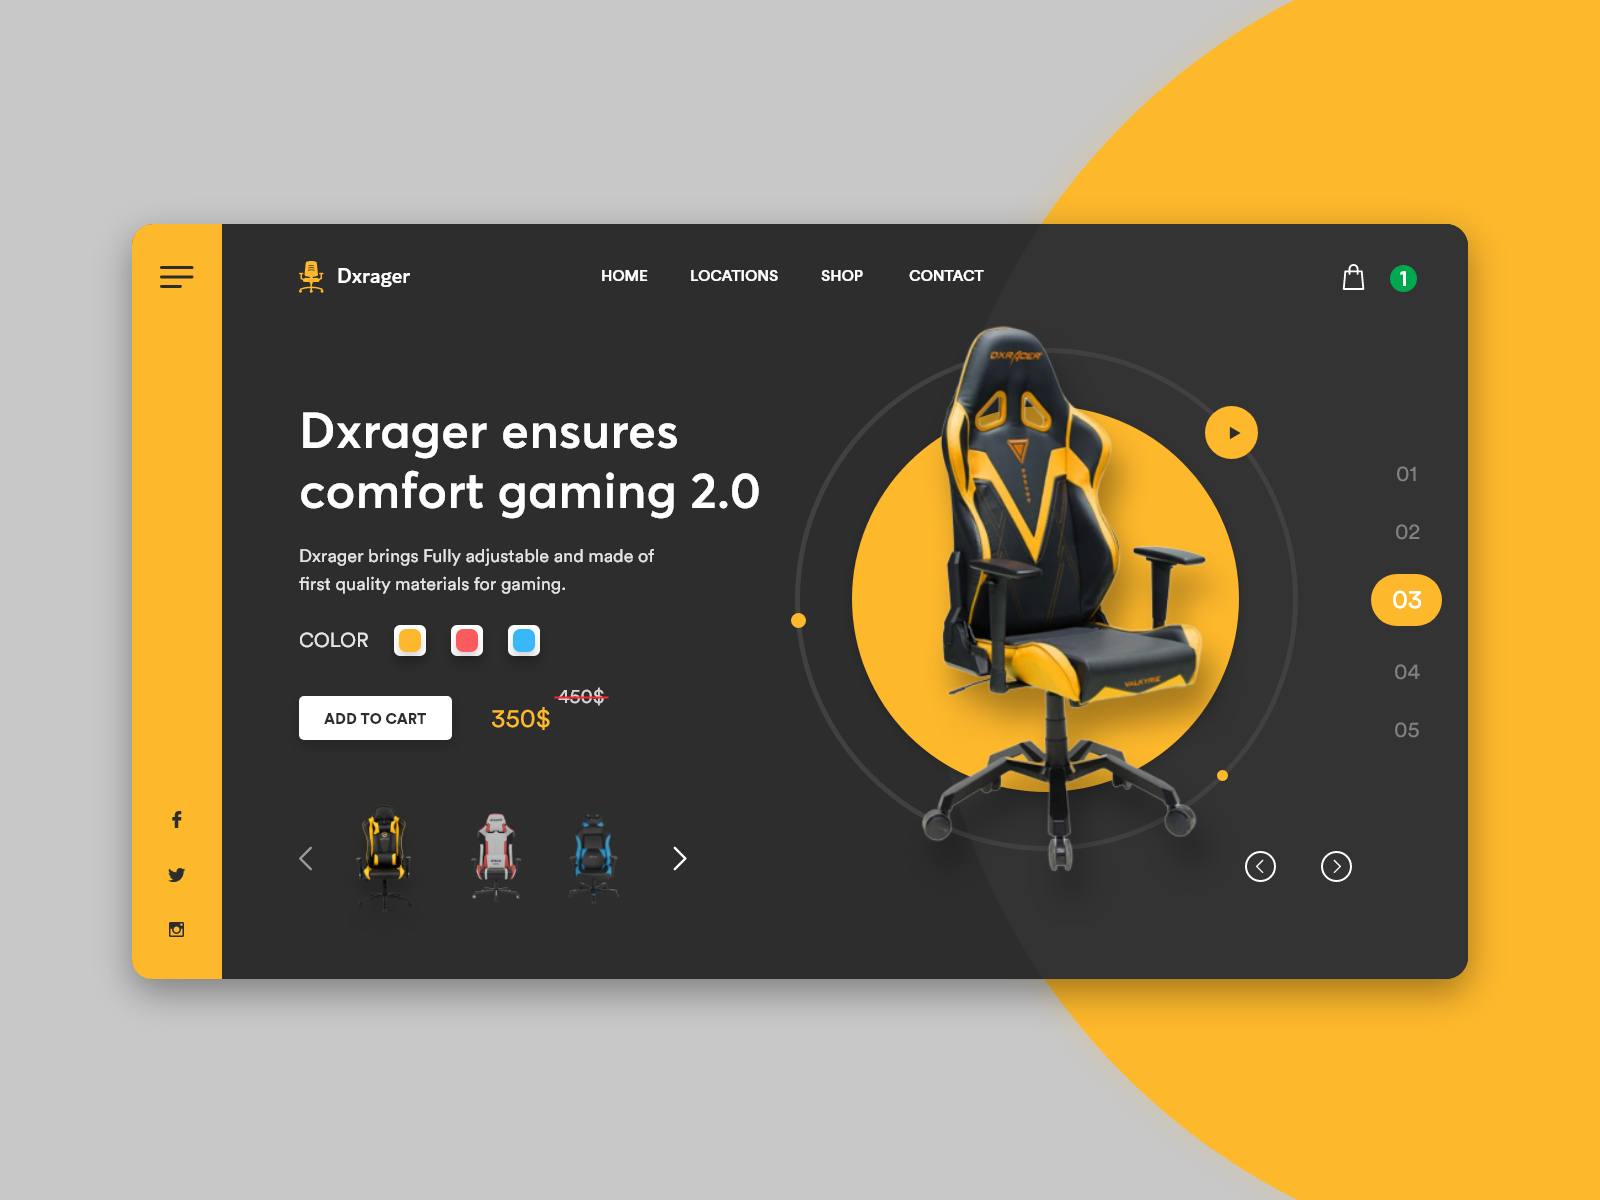 Dxrager
HOME
LOCATIONS
SHOP
CONTACT
1
DXRACER
Dxrager ensures
comfort gaming 2.0
Dxrager brings Fully adjustable and made of
first quality materials for gaming.
COLOR
ADD TO CART
350$
450$
VALKYRIE
01
02
03
04
05